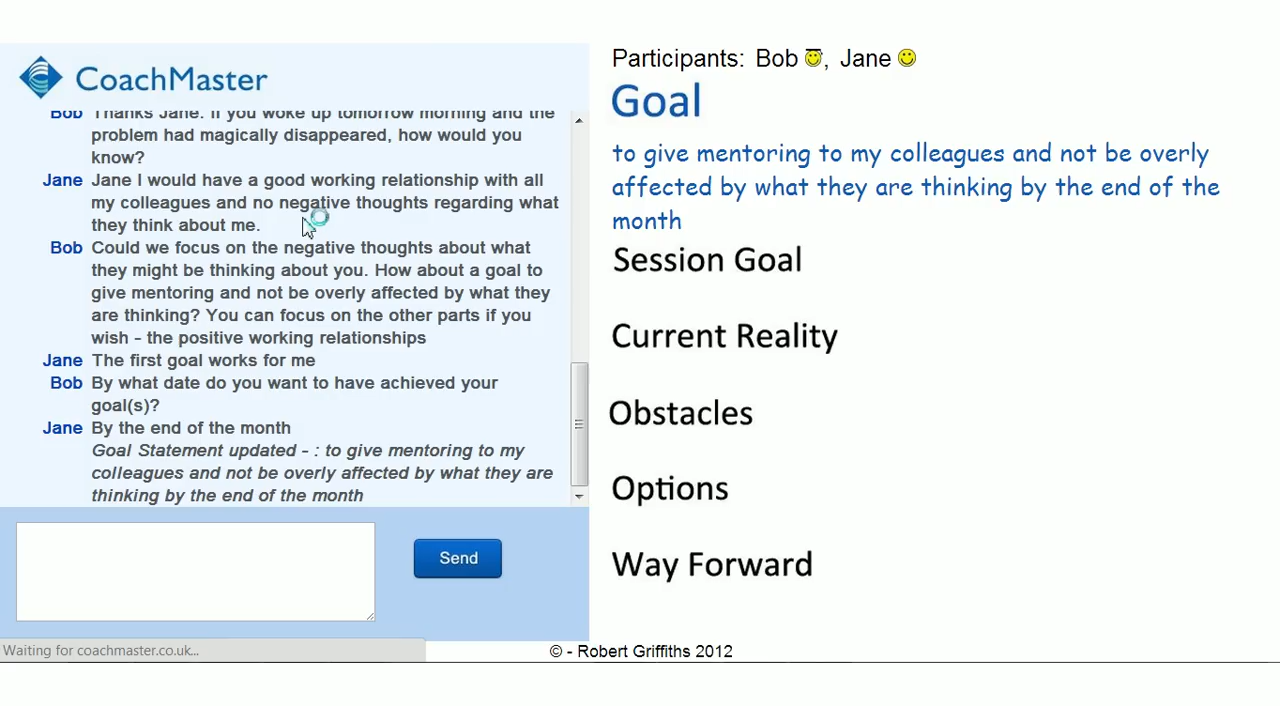 CoachMaster
Bob Thanks Jane. If you woke up tomorrow morning and the
problem had magically disappeared, how would you
know?
Jane Jane I would have a good working relationship with all
my colleagues and no negative thoughts regarding what
they think about me.
Bob Could we focus on the negative thoughts about what
they might be thinking about you. How about a goal to
give mentoring and not be overly affected by what they
are thinking? You can focus on the other parts if you
wish - the positive working relationships
Jane The first goal works for me
Bob By what date do you want to have achieved your
goal(s)?
Jane By the end of the month
Goal Statement updated - : to give mentoring to my
colleagues and not be overly affected by what they are
thinking by the end of the month
Send
Waiting for coachmaster.co.uk...
Participants: Bob, Jane
Goal
to give mentoring to my colleagues and not be overly
affected by what they are thinking by the end of the
month
Session Goal
Current Reality
Obstacles
Options
Way Forward
© - Robert Griffiths 2012